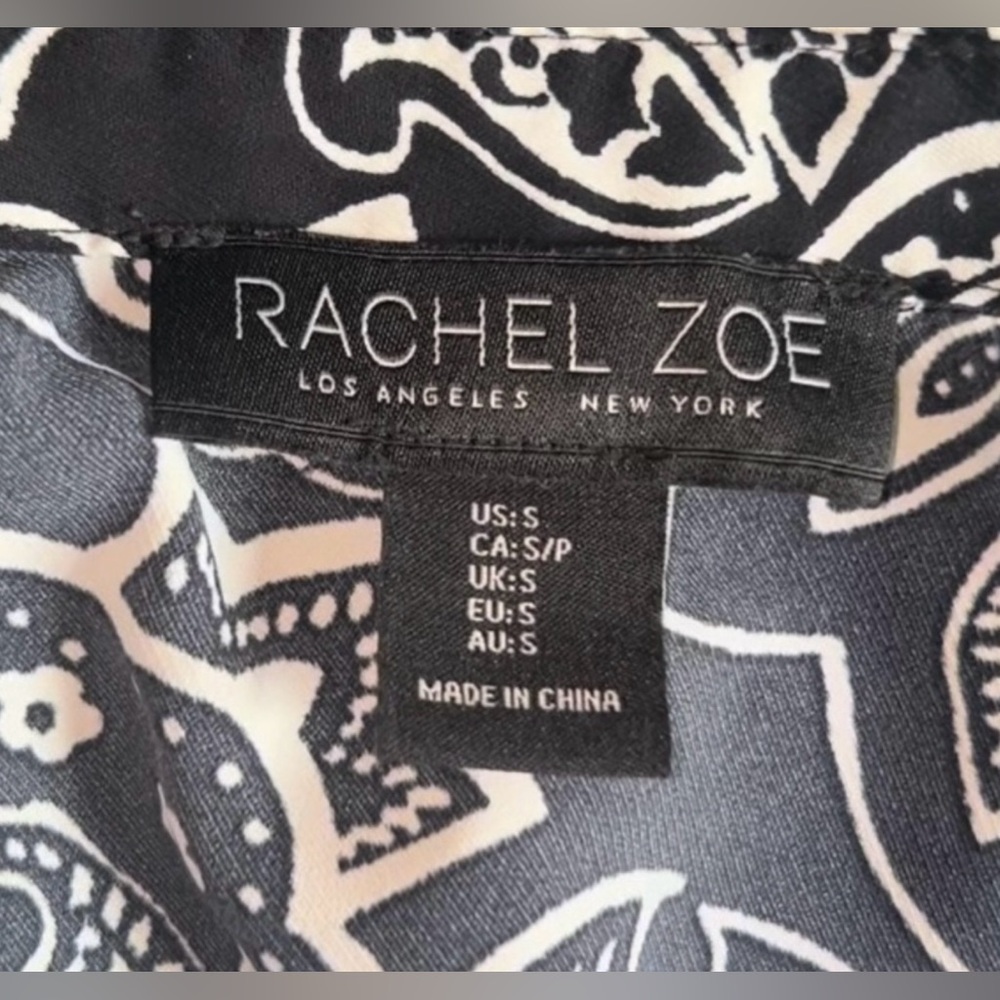 RACHEL ZOE
LOS ANGELES NEW YORK
US: S
CA: S/P
UK: S
EU: S
AU: S
MADE IN CHINA